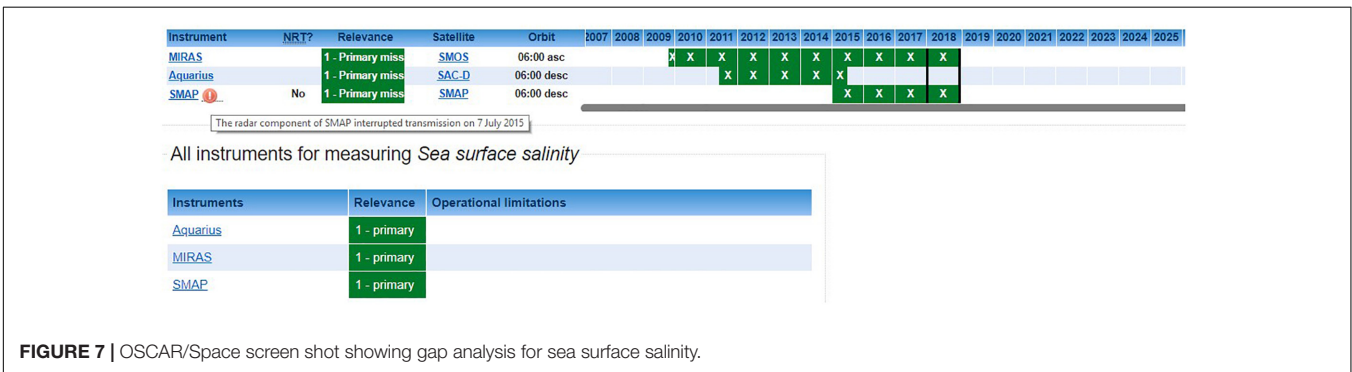 Instrument NRT? Relevance Satellite Orbit 2007 2008 2009 2010 2011 2012 2013 2014 2015 2016 2017 2018 2019 2020 2021 2022 2023 2024 2025
MIRAS 1 - Primary miss SMOS 06:00 asc X X X X X X X X X X
Aquarius 1 - Primary miss SAC-D 06:00 desc X X X X X
SMAP No 1 - Primary miss SMAP 06:00 desc X X X X
The radar component of SMAP interrupted transmission on 7 July 2015
All instruments for measuring Sea surface salinity
Instruments Relevance Operational limitations
Aquarius 1 - primary
MIRAS 1 - primary
SMAP 1 - primary
FIGURE 7 | OSCAR/Space screen shot showing gap analysis for sea surface salinity.